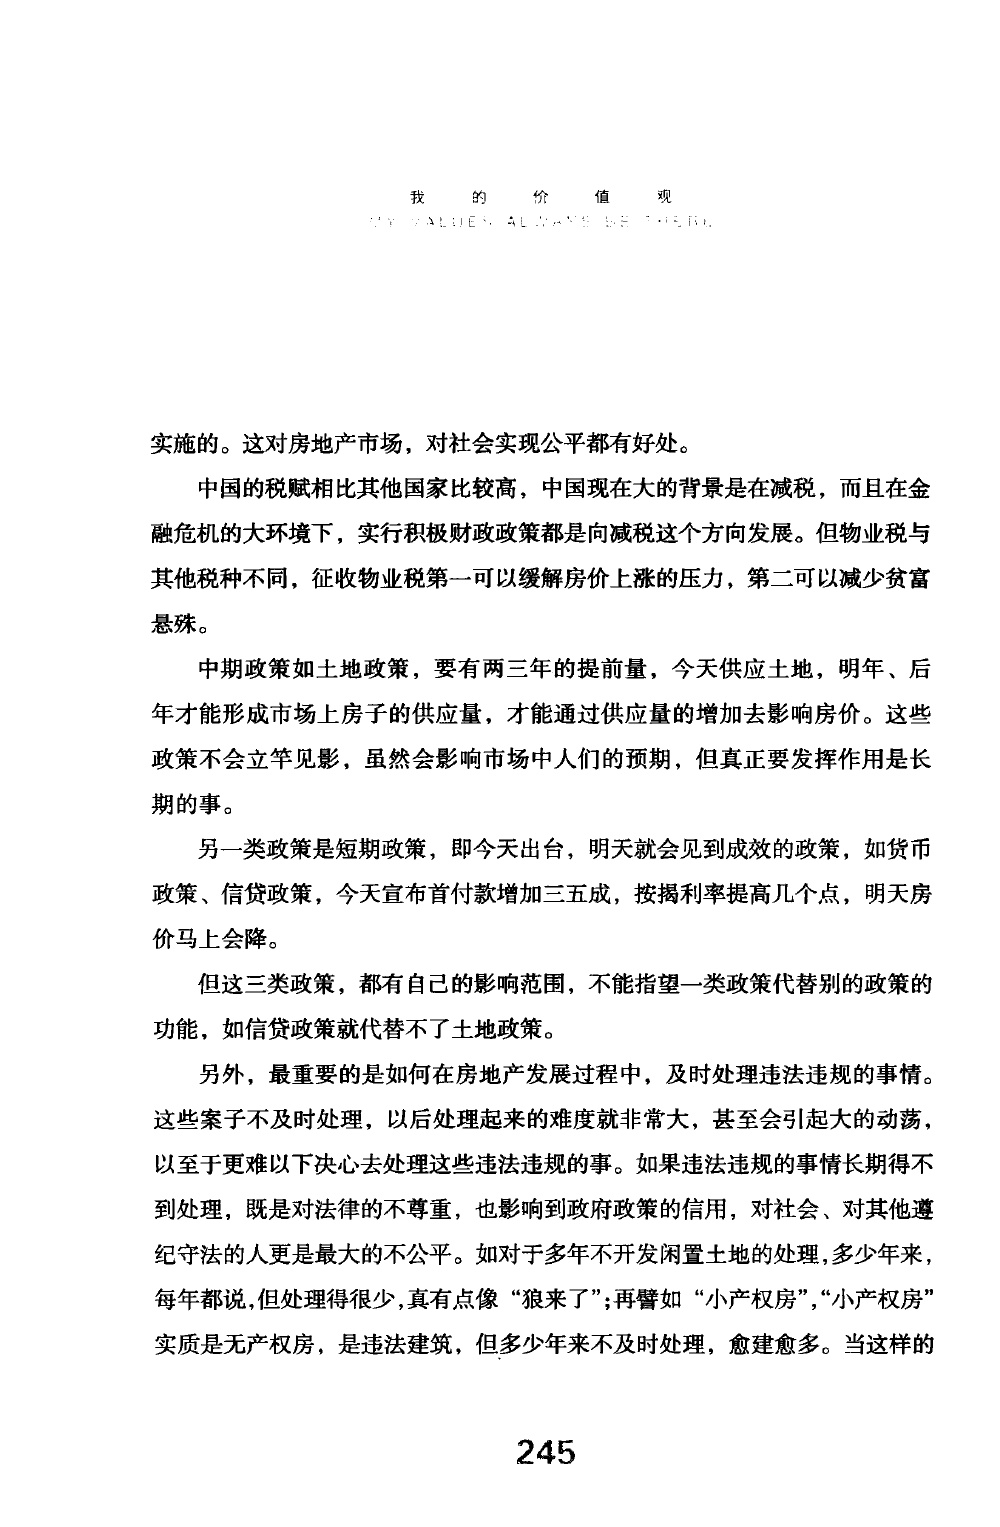 我的价值观
实施的。这对房地产市场，对社会实现公平都有好处。
中国的税赋相比其他国家比较高，中国现在大的背景是在减税，而且在金
融危机的大环境下，实行积极财政政策都是向减税这个方向发展。但物业税与
其他税种不同，征收物业税第一可以缓解房价上涨的压力，第二可以减少贫富
悬殊。
中期政策如土地政策，要有两三年的提前量，今天供应土地，明年、后
年才能形成市场上房子的供应量，才能通过供应量的增加去影响房价。这些
政策不会立竿见影，虽然会影响市场中人们的预期，但真正要发挥作用是长
期的事。
另一类政策是短期政策，即今天出台，明天就会见到成效的政策，如货币
政策、信贷政策，今天宣布首付款增加三五成，按揭利率提高几个点，明天房
价马上会降。
但这三类政策，都有自己的影响范围，不能指望一类政策代替别的政策的
功能，如信贷政策就代替不了土地政策。
另外，最重要的是如何在房地产发展过程中，及时处理违法违规的事情。
这些案子不及时处理，以后处理起来的难度就非常大，甚至会引起大的动荡，
以至于更难以下决心去处理这些违法违规的事。如果违法违规的事情长期得不
到处理，既是对法律的不尊重，也影响到政府政策的信用，对社会、对其他遵
纪守法的人更是最大的不公平。如对于多年不开发闲置土地的处理,多少年来，
每年都说,但处理得很少,真有点像“狼来了”;再譬如“小产权房”,“小产权房”
实质是无产权房，是违法建筑，但多少年来不及时处理，愈建愈多。当这样的
245